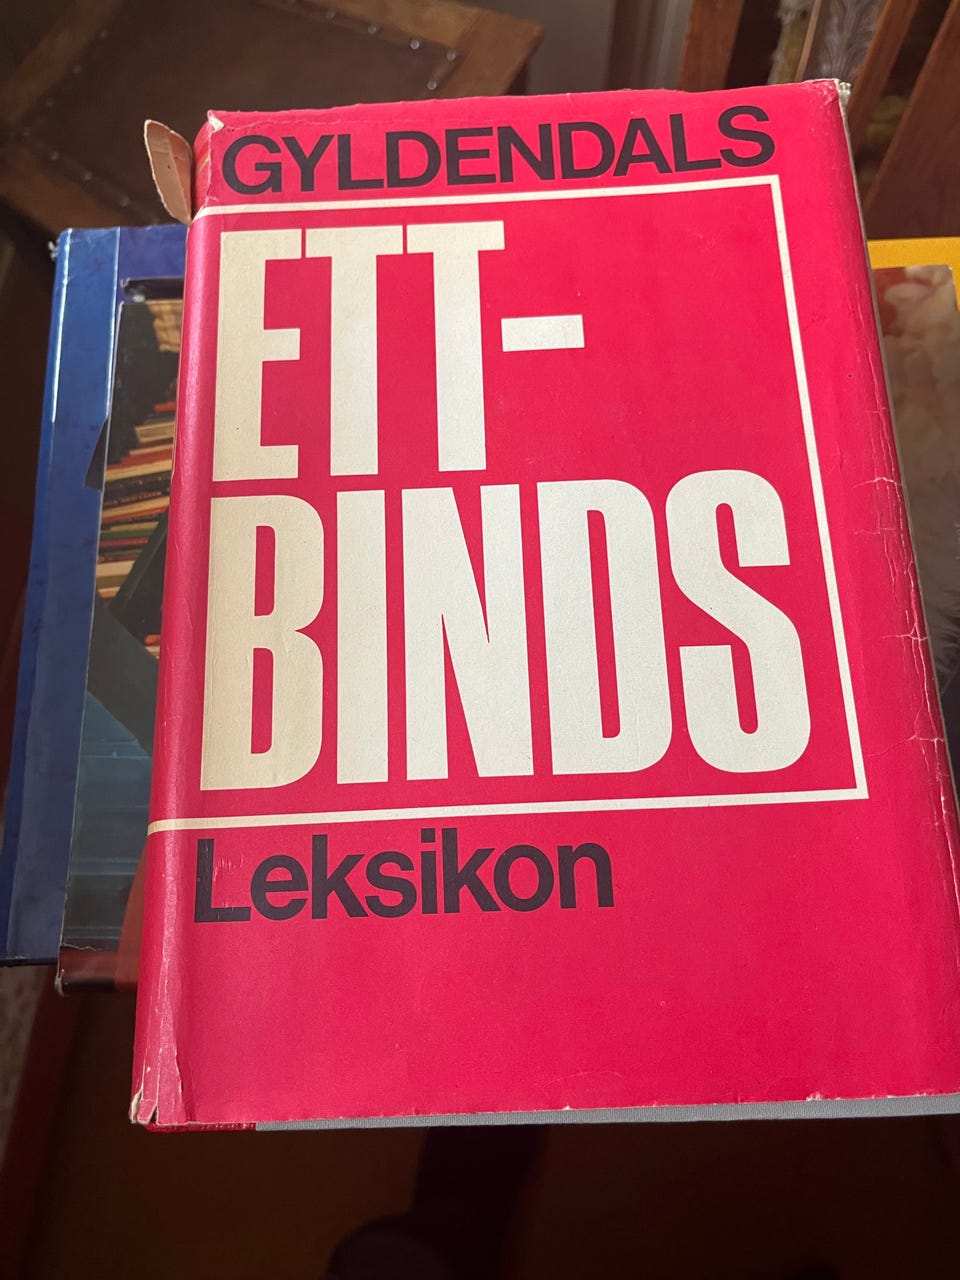 GYLDENDALS
ETT-
BINDS
Leksikon